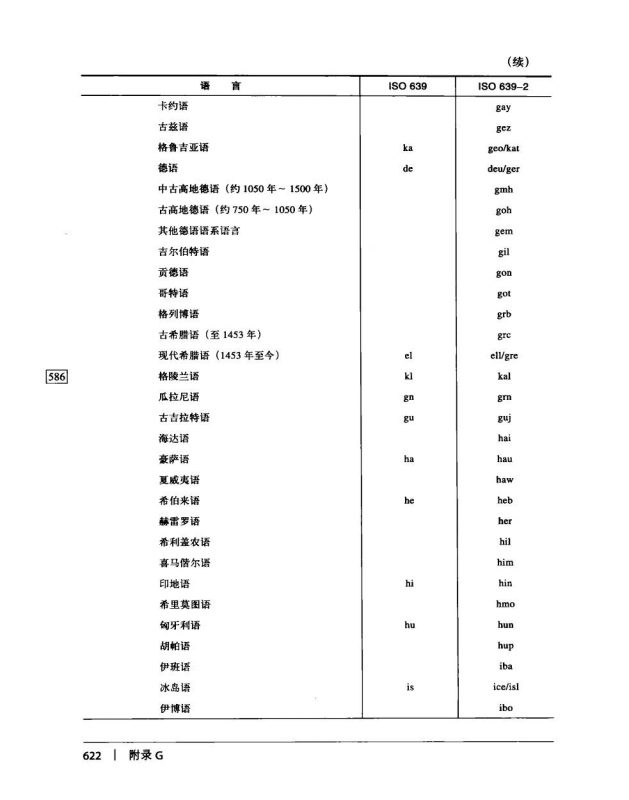 （续）
语 言 ISO 639 ISO 639–2
卡约语 gay
古兹语 gez
格鲁吉亚语 ka geo/kat
德语 de deu/ger
中古高地德语（约 1050 年～ 1500 年） gmh
古高地德语（约 750 年～ 1050 年） goh
其他德语语系语言 gem
吉尔伯特语 gil
贡德语 gon
哥特语 got
格列博语 grb
古希腊语（至 1453 年） grc
现代希腊语（1453 年至今） el ell/gre
586 格陵兰语 kl kal
瓜拉尼语 gn grn
古吉拉特语 gu guj
海达语 hai
豪萨语 ha hau
夏威夷语 haw
希伯来语 he heb
赫雷罗语 her
希利盖农语 hil
喜马偕尔语 him
印地语 hi hin
希里莫图语 hmo
匈牙利语 hu hun
胡帕语 hup
伊班语 iba
冰岛语 is ice/isl
伊博语 ibo
622 | 附录 G